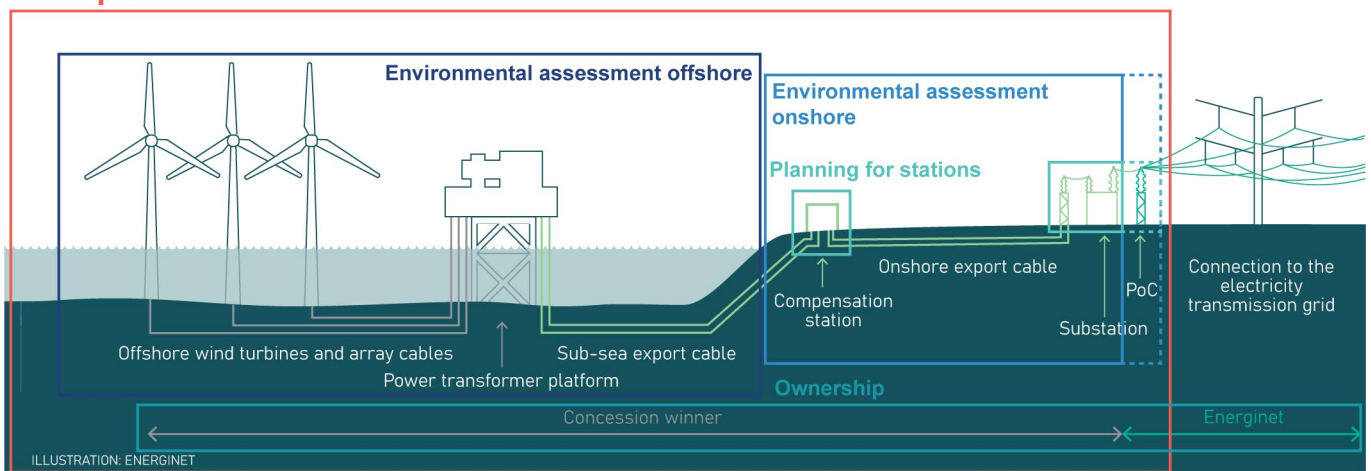 Environmental assessment offshore
Environmental assessment
onshore
Planning for stations
Offshore wind turbines and array cables
Power transformer platform
Sub-sea export cable
Compensation
station
Onshore export cable
Substation
PoC
Connection to the
electricity
transmission grid
Ownership
Concession winner
Energinet
ILLUSTRATION: ENERGINET